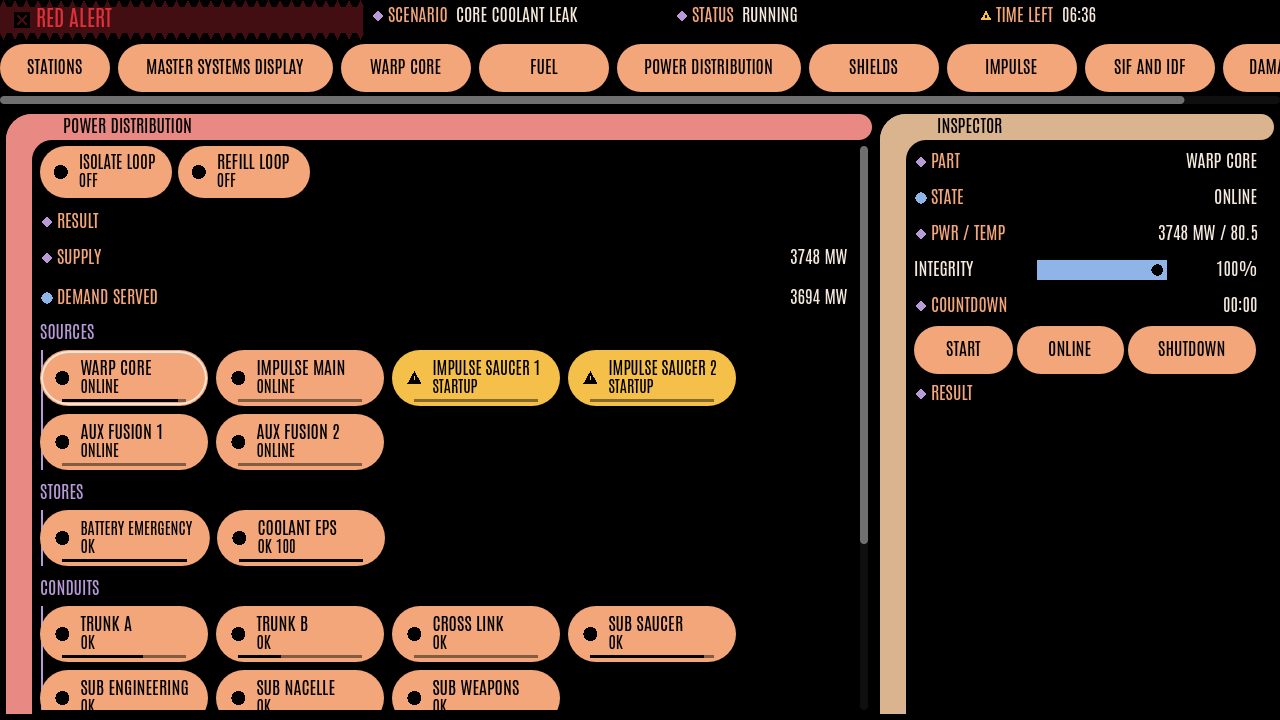 RED ALERT
SCENARIO CORE COOLANT LEAK
STATUS RUNNING
TIME LEFT 06:36
STATIONS
MASTER SYSTEMS DISPLAY
WARP CORE
FUEL
POWER DISTRIBUTION
SHIELDS
IMPULSE
SIF AND IDF
DAMA
POWER DISTRIBUTION
ISOLATE LOOP
OFF
REFILL LOOP
OFF
RESULT
SUPPLY 3748 MW
DEMAND SERVED 3694 MW
SOURCES
WARP CORE
ONLINE
IMPULSE MAIN
ONLINE
IMPULSE SAUCER 1
STARTUP
IMPULSE SAUCER 2
STARTUP
AUX FUSION 1
ONLINE
AUX FUSION 2
ONLINE
STORES
BATTERY EMERGENCY
OK
COOLANT EPS
OK 100
CONDUITS
TRUNK A
OK
TRUNK B
OK
CROSS LINK
OK
SUB SAUCER
OK
SUB ENGINEERING
OK
SUB NACELLE
OK
SUB WEAPONS
OK
INSPECTOR
PART WARP CORE
STATE ONLINE
PWR / TEMP 3748 MW / 80.5
INTEGRITY 100%
COUNTDOWN 00:00
START
ONLINE
SHUTDOWN
RESULT